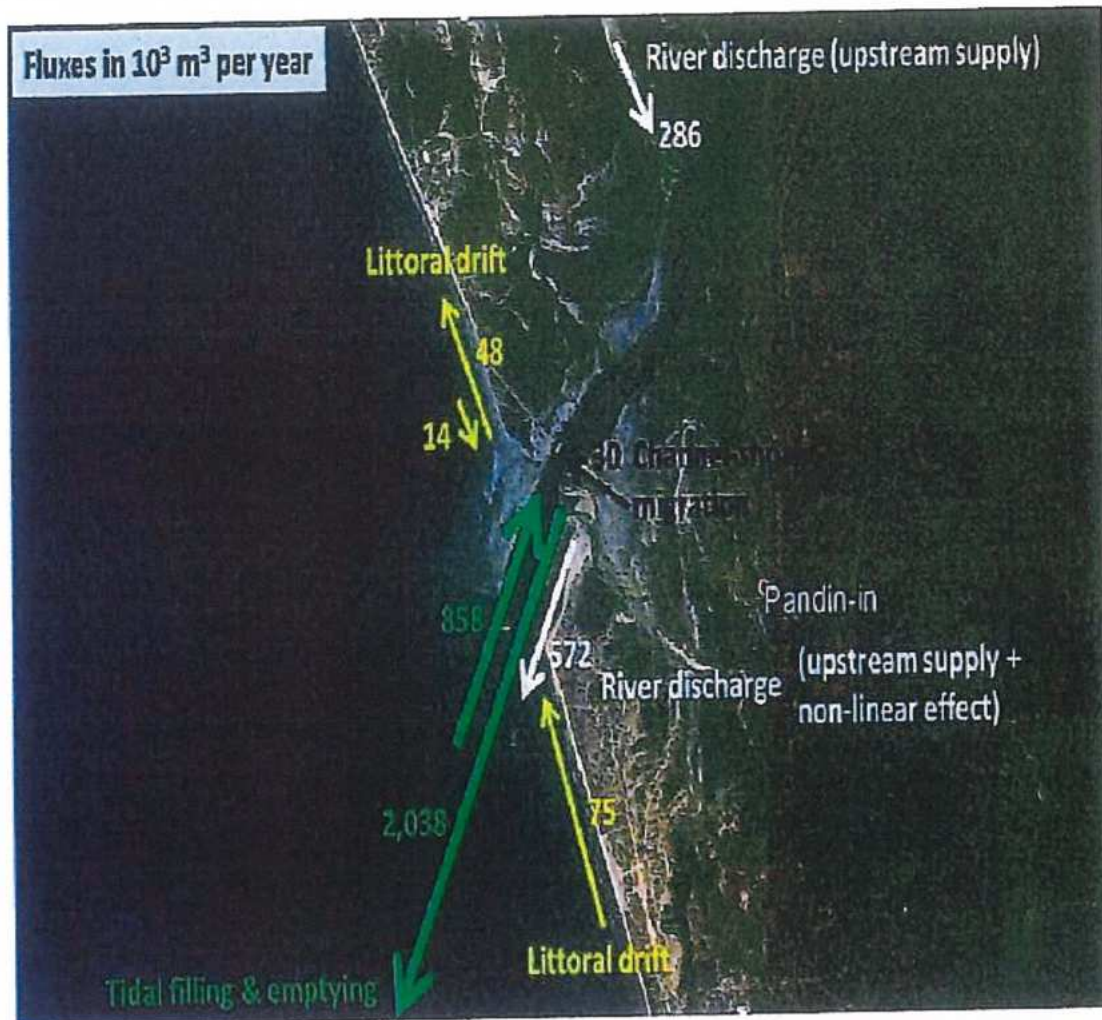 Fluxes in 10³ m³ per year
River discharge (upstream supply)
286
Littoral drift
48
14
migration
858
Pandin-in
572
River discharge
(upstream supply +
non-linear effect)
75
2,038
Littoral drift
Tidal filling & emptying